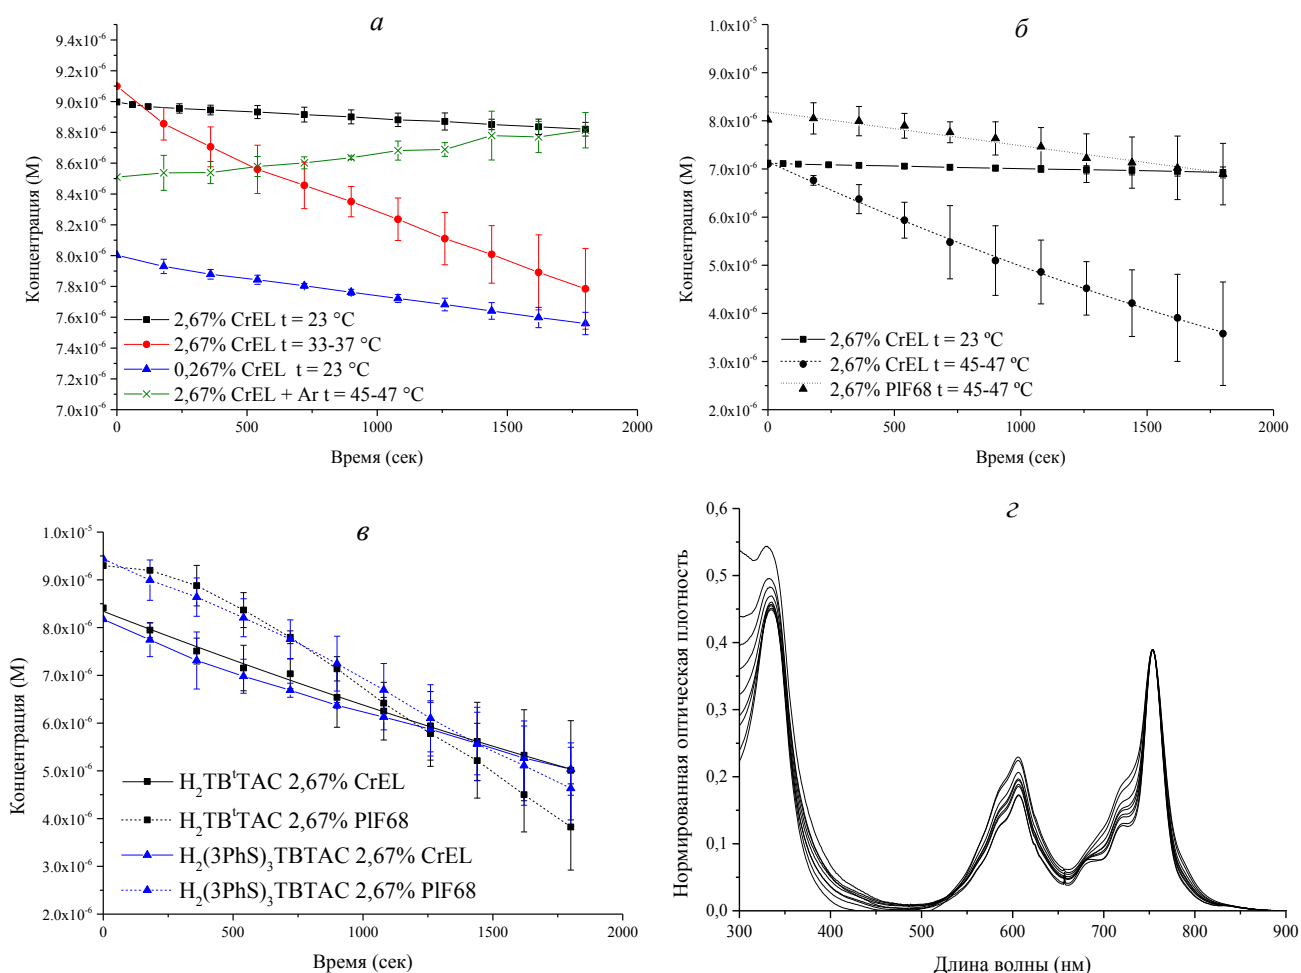 а
9.4x10⁻⁶
9.2x10⁻⁶
9.0x10⁻⁶
8.8x10⁻⁶
8.6x10⁻⁶
8.4x10⁻⁶
8.2x10⁻⁶
8.0x10⁻⁶
7.8x10⁻⁶
7.6x10⁻⁶
7.4x10⁻⁶
7.2x10⁻⁶
7.0x10⁻⁶
Концентрация (М)
2,67% CrEL t = 23 °C
2,67% CrEL t = 33-37 °C
0,267% CrEL t = 23 °C
2,67% CrEL + Ar t = 45-47 °C
0 500 1000 1500 2000
Время (сек)
б
1.0x10⁻⁵
9.0x10⁻⁶
8.0x10⁻⁶
7.0x10⁻⁶
6.0x10⁻⁶
5.0x10⁻⁶
4.0x10⁻⁶
3.0x10⁻⁶
2.0x10⁻⁶
Концентрация (М)
2,67% CrEL t = 23 °C
2,67% CrEL t = 45-47 °C
2,67% PlF68 t = 45-47 °C
0 500 1000 1500 2000
Время (сек)
в
1.0x10⁻⁵
9.0x10⁻⁶
8.0x10⁻⁶
7.0x10⁻⁶
6.0x10⁻⁶
5.0x10⁻⁶
4.0x10⁻⁶
3.0x10⁻⁶
2.0x10⁻⁶
Концентрация (М)
H₂TBᵗTAC 2,67% CrEL
H₂TBᵗTAC 2,67% PlF68
H₂(3PhS)₃TBTAC 2,67% CrEL
H₂(3PhS)₃TBTAC 2,67% PlF68
0 500 1000 1500 2000
Время (сек)
г
0,6
0,5
0,4
0,3
0,2
0,1
0,0
Нормированная оптическая плотность
300 400 500 600 700 800 900
Длина волны (нм)